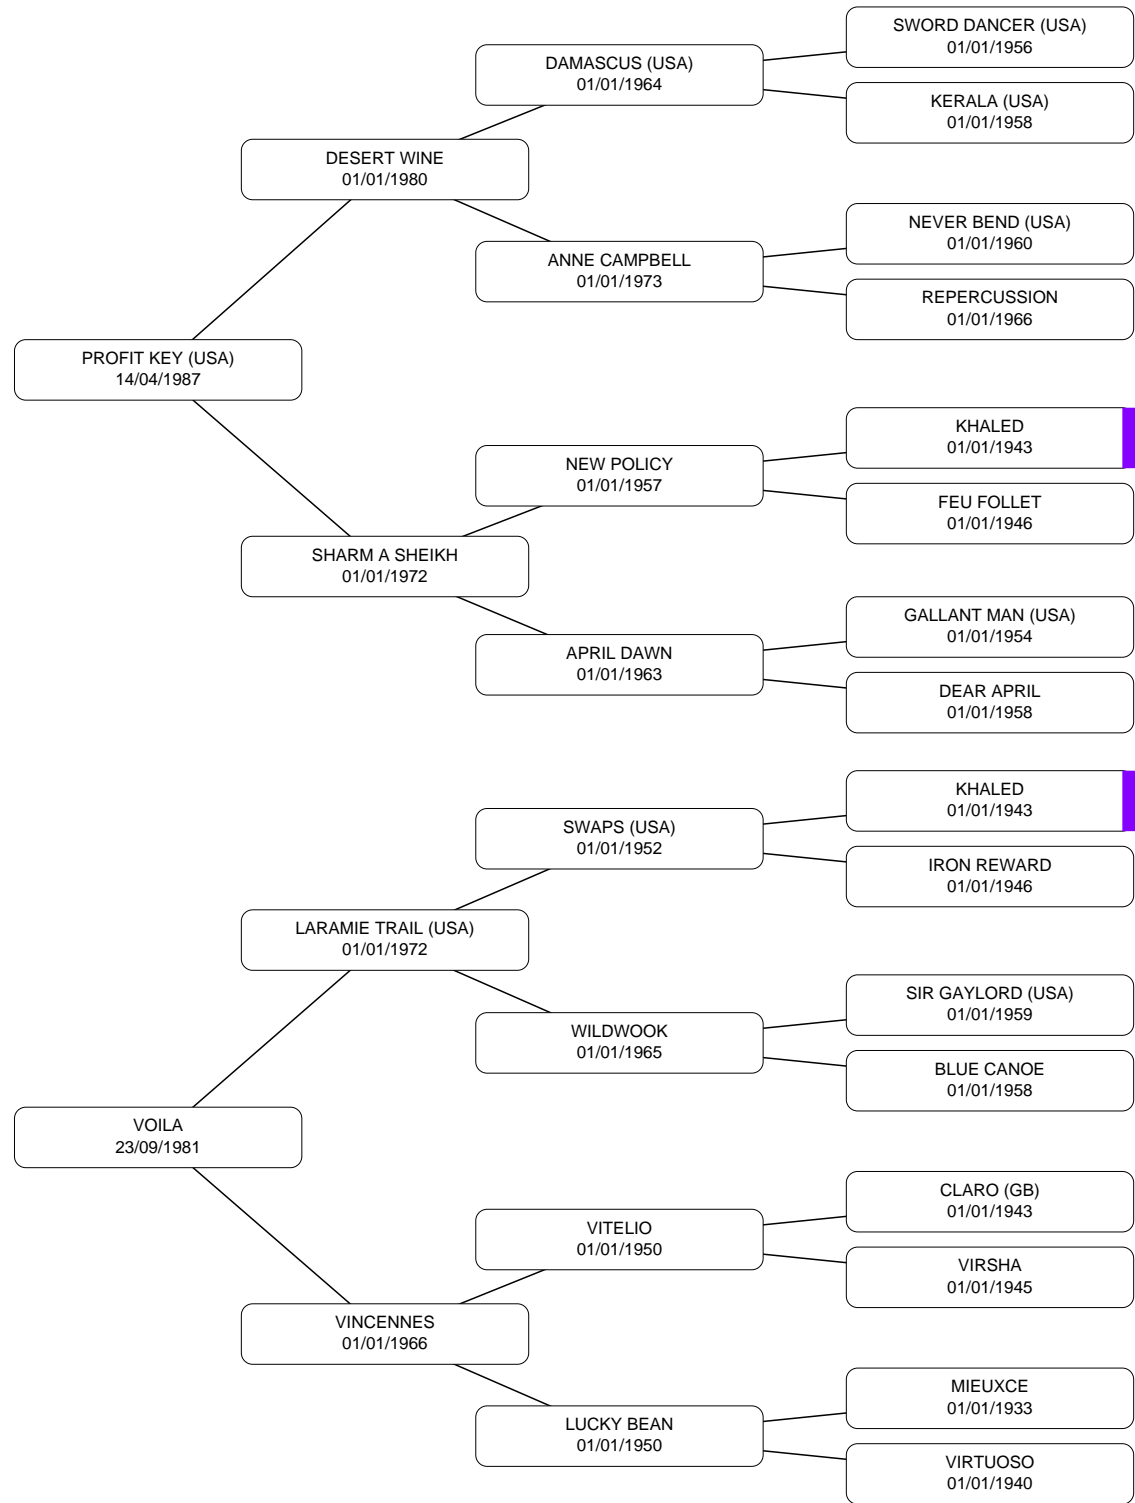 SWORD DANCER (USA)
01/01/1956
DAMASCUS (USA)
01/01/1964
KERALA (USA)
01/01/1958
DESERT WINE
01/01/1980
NEVER BEND (USA)
01/01/1960
ANNE CAMPBELL
01/01/1973
REPERCUSSION
01/01/1966
PROFIT KEY (USA)
14/04/1987
KHALED
01/01/1943
NEW POLICY
01/01/1957
FEU FOLLET
01/01/1946
SHARM A SHEIKH
01/01/1972
GALLANT MAN (USA)
01/01/1954
APRIL DAWN
01/01/1963
DEAR APRIL
01/01/1958
KHALED
01/01/1943
SWAPS (USA)
01/01/1952
IRON REWARD
01/01/1946
LARAMIE TRAIL (USA)
01/01/1972
SIR GAYLORD (USA)
01/01/1959
WILDWOOK
01/01/1965
BLUE CANOE
01/01/1958
VOILA
23/09/1981
CLARO (GB)
01/01/1943
VITELIO
01/01/1950
VIRSHA
01/01/1945
VINCENNES
01/01/1966
MIEUXCE
01/01/1933
LUCKY BEAN
01/01/1950
VIRTUOSO
01/01/1940